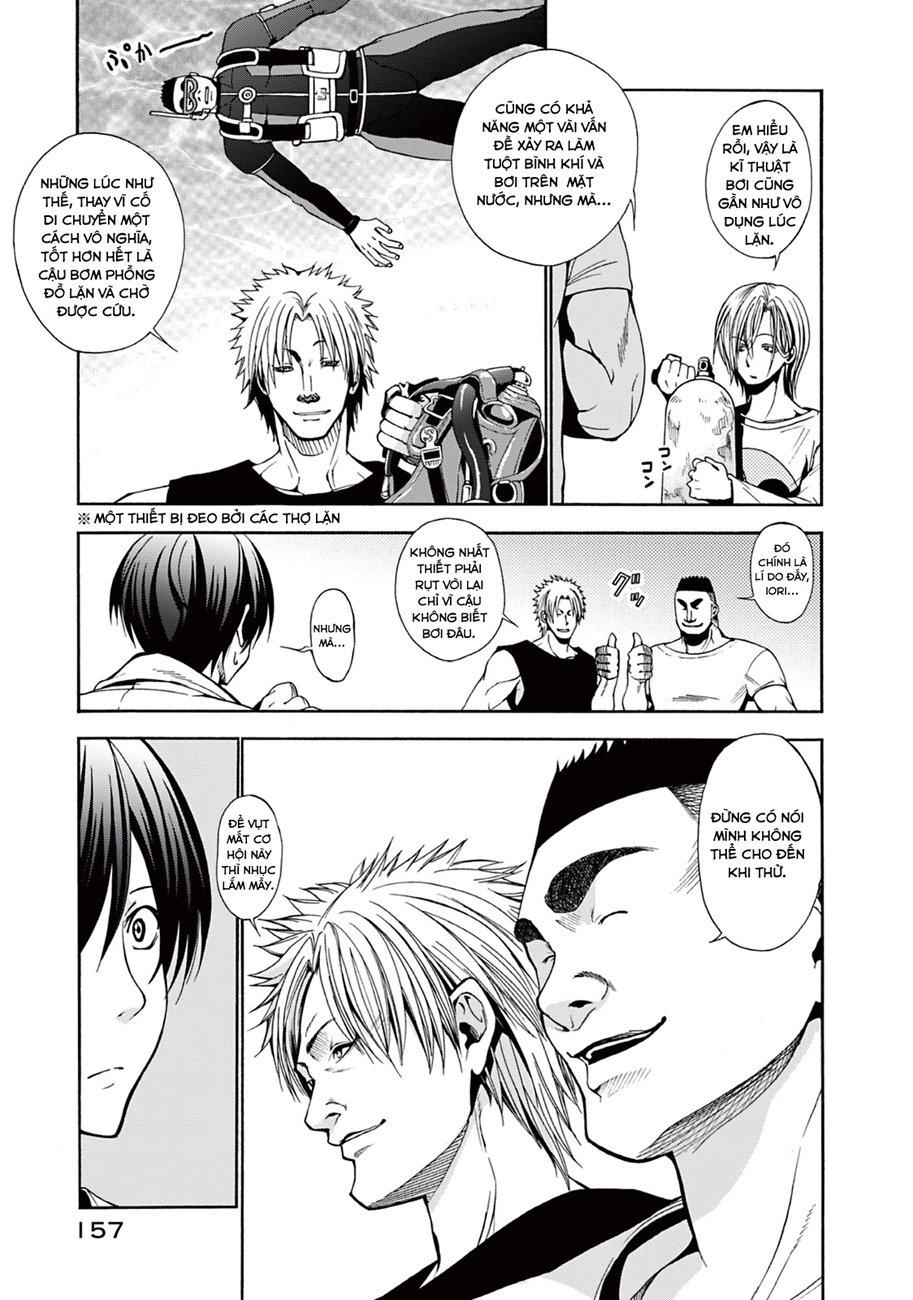 EM HIỂU
RỒI, VẬY LÀ
KĨ THUẬT
BƠI CŨNG
GẦN NHƯ VÔ
DỤNG LÚC
LẶN.
コン
コン
CŨNG CÓ KHẢ
NĂNG MỘT VÀI VẤN
ĐỀ XẢY RA LÀM
TUỘT BÌNH KHÍ VÀ
BƠI TRÊN MẶT
NƯỚC, NHƯNG MÀ...
ぷかー
NHỮNG LÚC NHƯ
THẾ, THAY VÌ CỐ
DI CHUYỂN MỘT
CÁCH VÔ NGHĨA,
TỐT HƠN HẾT LÀ
CẬU BƠM PHỒNG
ĐỒ LẶN VÀ CHỜ
ĐƯỢC CỨU.
※ MỘT THIẾT BỊ ĐEO BỞI CÁC THỢ LẶN
ĐÓ
CHÍNH LÀ
LÍ DO ĐẤY,
IORI...
グッ
KHÔNG NHẤT
THIẾT PHẢI
RỤT VÒI LẠI
CHỈ VÌ CẬU
KHÔNG BIẾT
BƠI ĐÂU.
NHƯNG
MÀ...
ĐỪNG CÓ NÓI
MÌNH KHÔNG
THỂ CHO ĐẾN
KHI THỬ.
ĐỂ VỤT
MẤT CƠ
HỘI NÀY
THÌ NHỤC
LẮM MẦY.
157